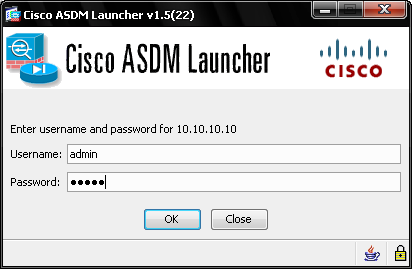 Cisco ASDM Launcher v1.5(22)
Cisco ASDM Launcher
CISCO
Enter username and password for 10.10.10.10
Username: admin
Password: ●●●●●
OK Close